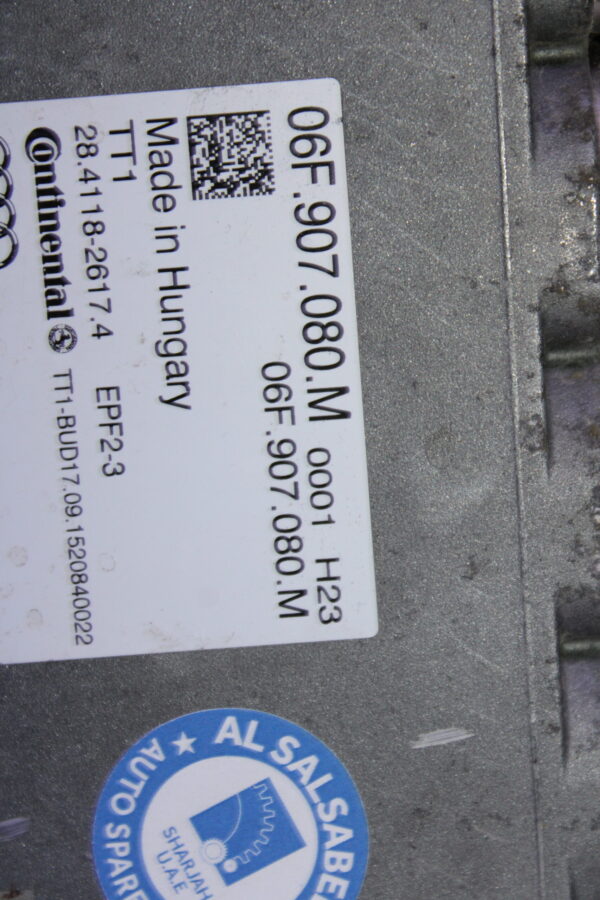 06F.907.080.M 0001 H23
06F.907.080.M
Made in Hungary
TT1
28.4118-2617.4 EPF2-3
Continental TT1-BUD17.09.1520840022
AL SALSABE
★ AUTO SPARE
SHARJAH
U.A.E